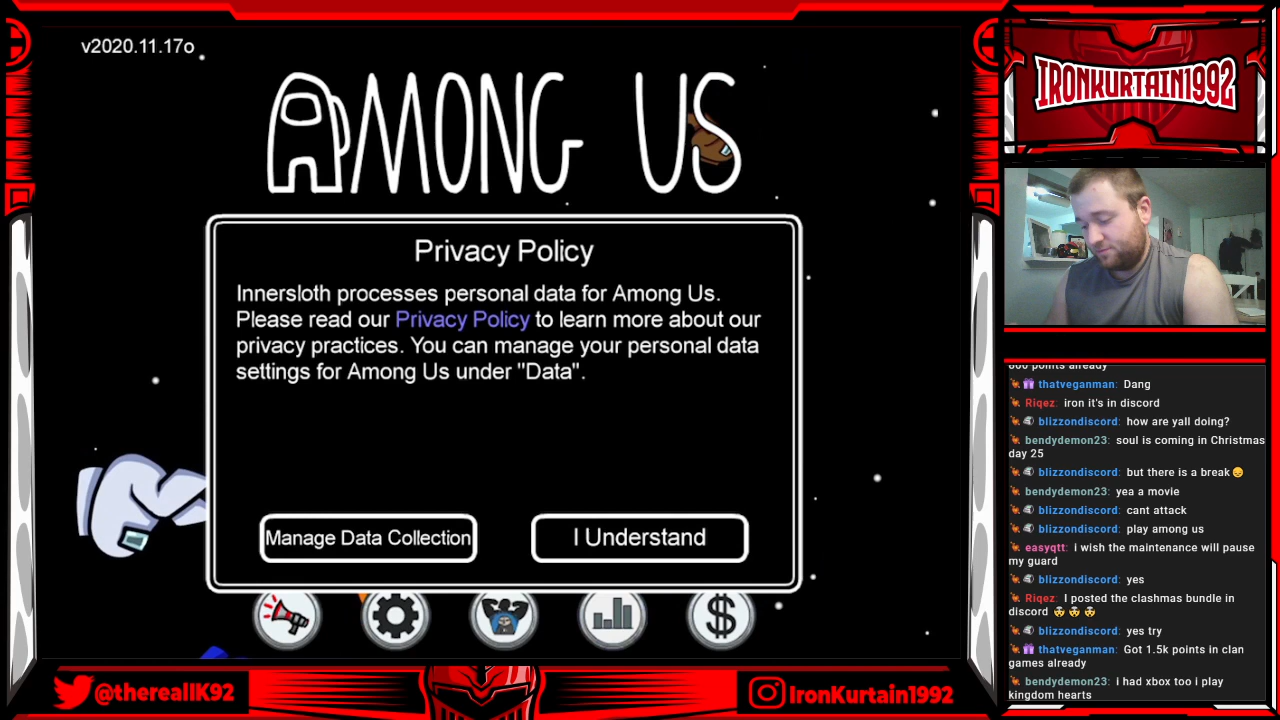 v2020.11.17o
AMONG US
Privacy Policy
Innersloth processes personal data for Among Us.
Please read our Privacy Policy to learn more about our
privacy practices. You can manage your personal data
settings for Among Us under "Data".
Manage Data Collection
I Understand
$
@therealIK92
IronKurtain1992
IRONKURTAIN1992
600 points already
thatveganman: Dang
Riqez: iron it's in discord
blizzondiscord: how are yall doing?
bendydemon23: soul is coming in Christmas
day 25
blizzondiscord: but there is a break😔
bendydemon23: yea a movie
blizzondiscord: cant attack
blizzondiscord: play among us
easyqtt: I wish the maintenance will pause
my guard
blizzondiscord: yes
Riqez: I posted the clashmas bundle in
discord
blizzondiscord: yes try
thatveganman: Got 1.5k points in clan
games already
bendydemon23: i had xbox too i play
kingdom hearts